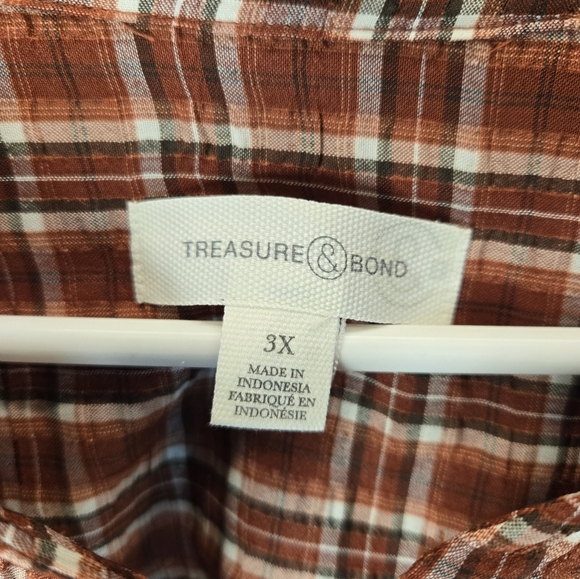 TREASURE & BOND
3X
MADE IN
INDONESIA
FABRIQUÉ EN
INDONÉSIE